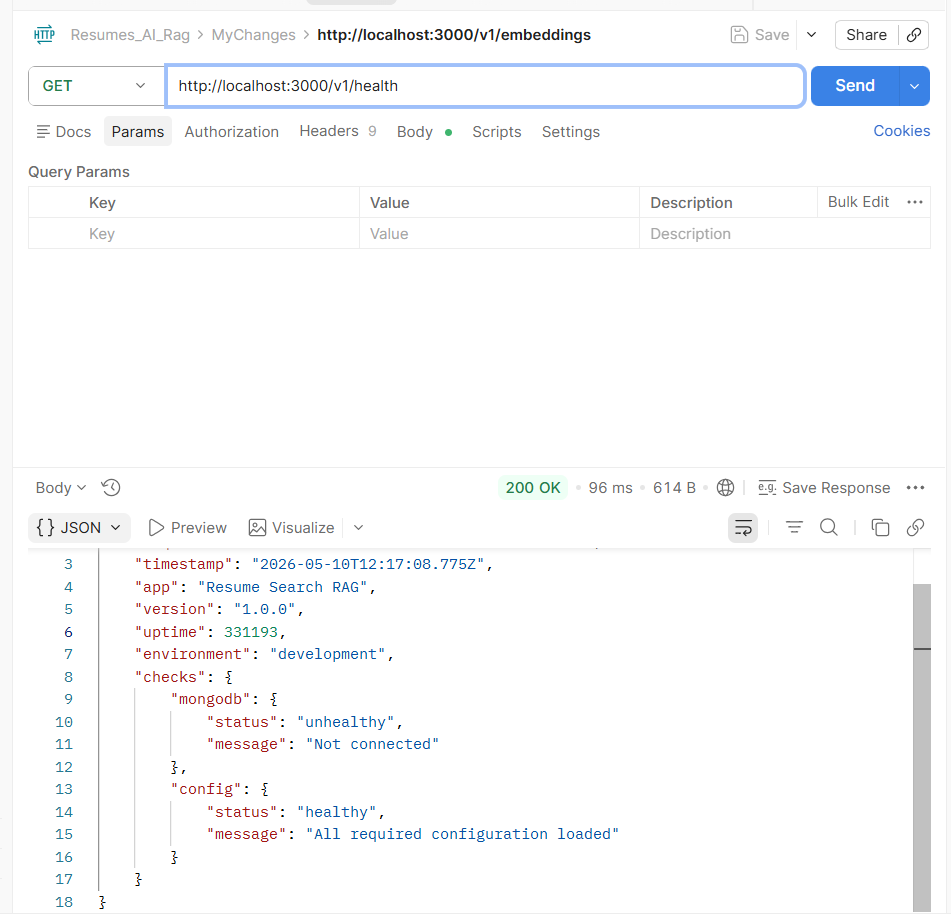 HTTP Resumes_AI_Rag > MyChanges > http://localhost:3000/v1/embeddings Save Share
GET http://localhost:3000/v1/health Send
Docs Params Authorization Headers 9 Body Scripts Settings Cookies
Query Params
Key Value Description Bulk Edit
Key Value Description
Body 200 OK 96 ms 614 B e.g. Save Response
{} JSON Preview Visualize
3 "timestamp": "2026-05-10T12:17:08.775Z",
4 "app": "Resume Search RAG",
5 "version": "1.0.0",
6 "uptime": 331193,
7 "environment": "development",
8 "checks": {
9 "mongodb": {
10 "status": "unhealthy",
11 "message": "Not connected"
12 },
13 "config": {
14 "status": "healthy",
15 "message": "All required configuration loaded"
16 }
17 }
18 }